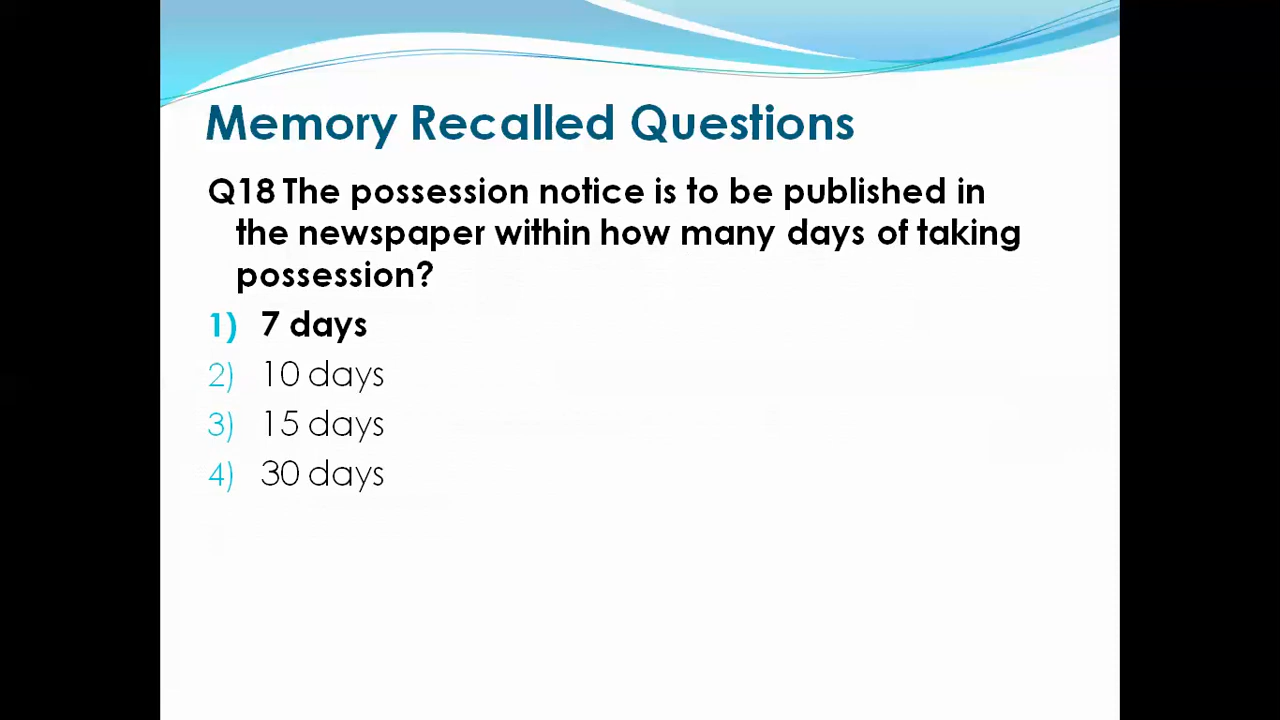 Memory Recalled Questions
Q18 The possession notice is to be published in
the newspaper within how many days of taking
possession?
1) 7 days
2) 10 days
3) 15 days
4) 30 days